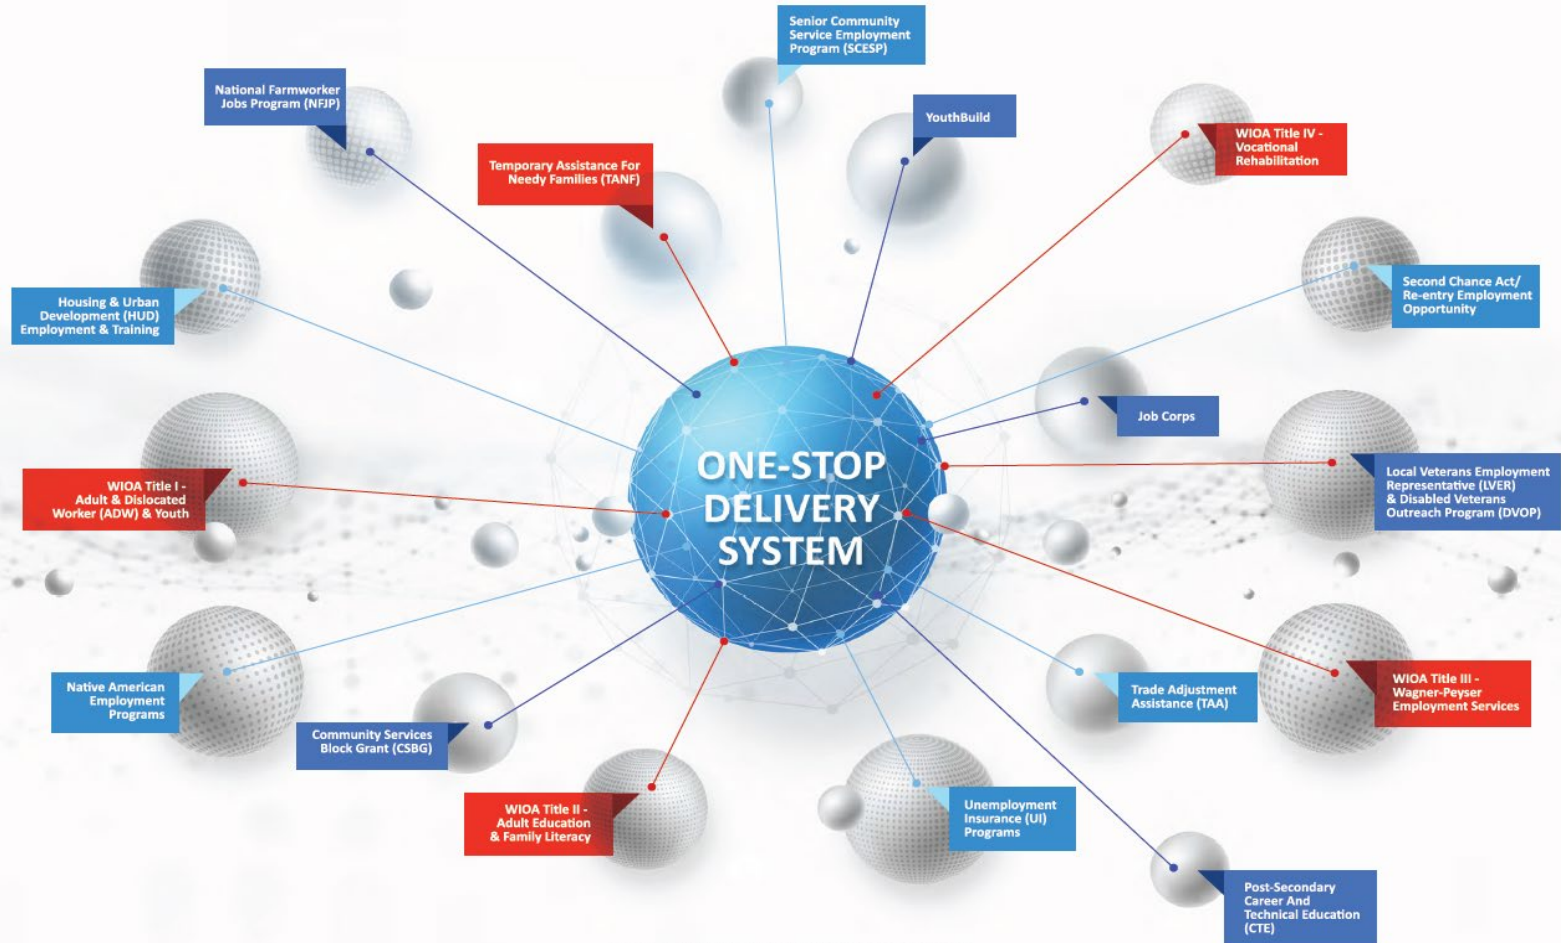 Senior Community
Service Employment
Program (SCESP)
National Farmworker
Jobs Program (NFJP)
YouthBuild
Temporary Assistance For
Needy Families (TANF)
WIOA Title IV -
Vocational
Rehabilitation
Housing & Urban
Development (HUD)
Employment & Training
Second Chance Act/
Re-entry Employment
Opportunity
Job Corps
ONE-STOP
DELIVERY
SYSTEM
WIOA Title I -
Adult & Dislocated
Worker (ADW) & Youth
Local Veterans Employment
Representative (LVER)
& Disabled Veterans
Outreach Program (DVOP)
Native American
Employment
Programs
Community Services
Block Grant (CSBG)
Trade Adjustment
Assistance (TAA)
WIOA Title III -
Wagner-Peyser
Employment Services
WIOA Title II -
Adult Education
& Family Literacy
Unemployment
Insurance (UI)
Programs
Post-Secondary
Career And
Technical Education
(CTE)